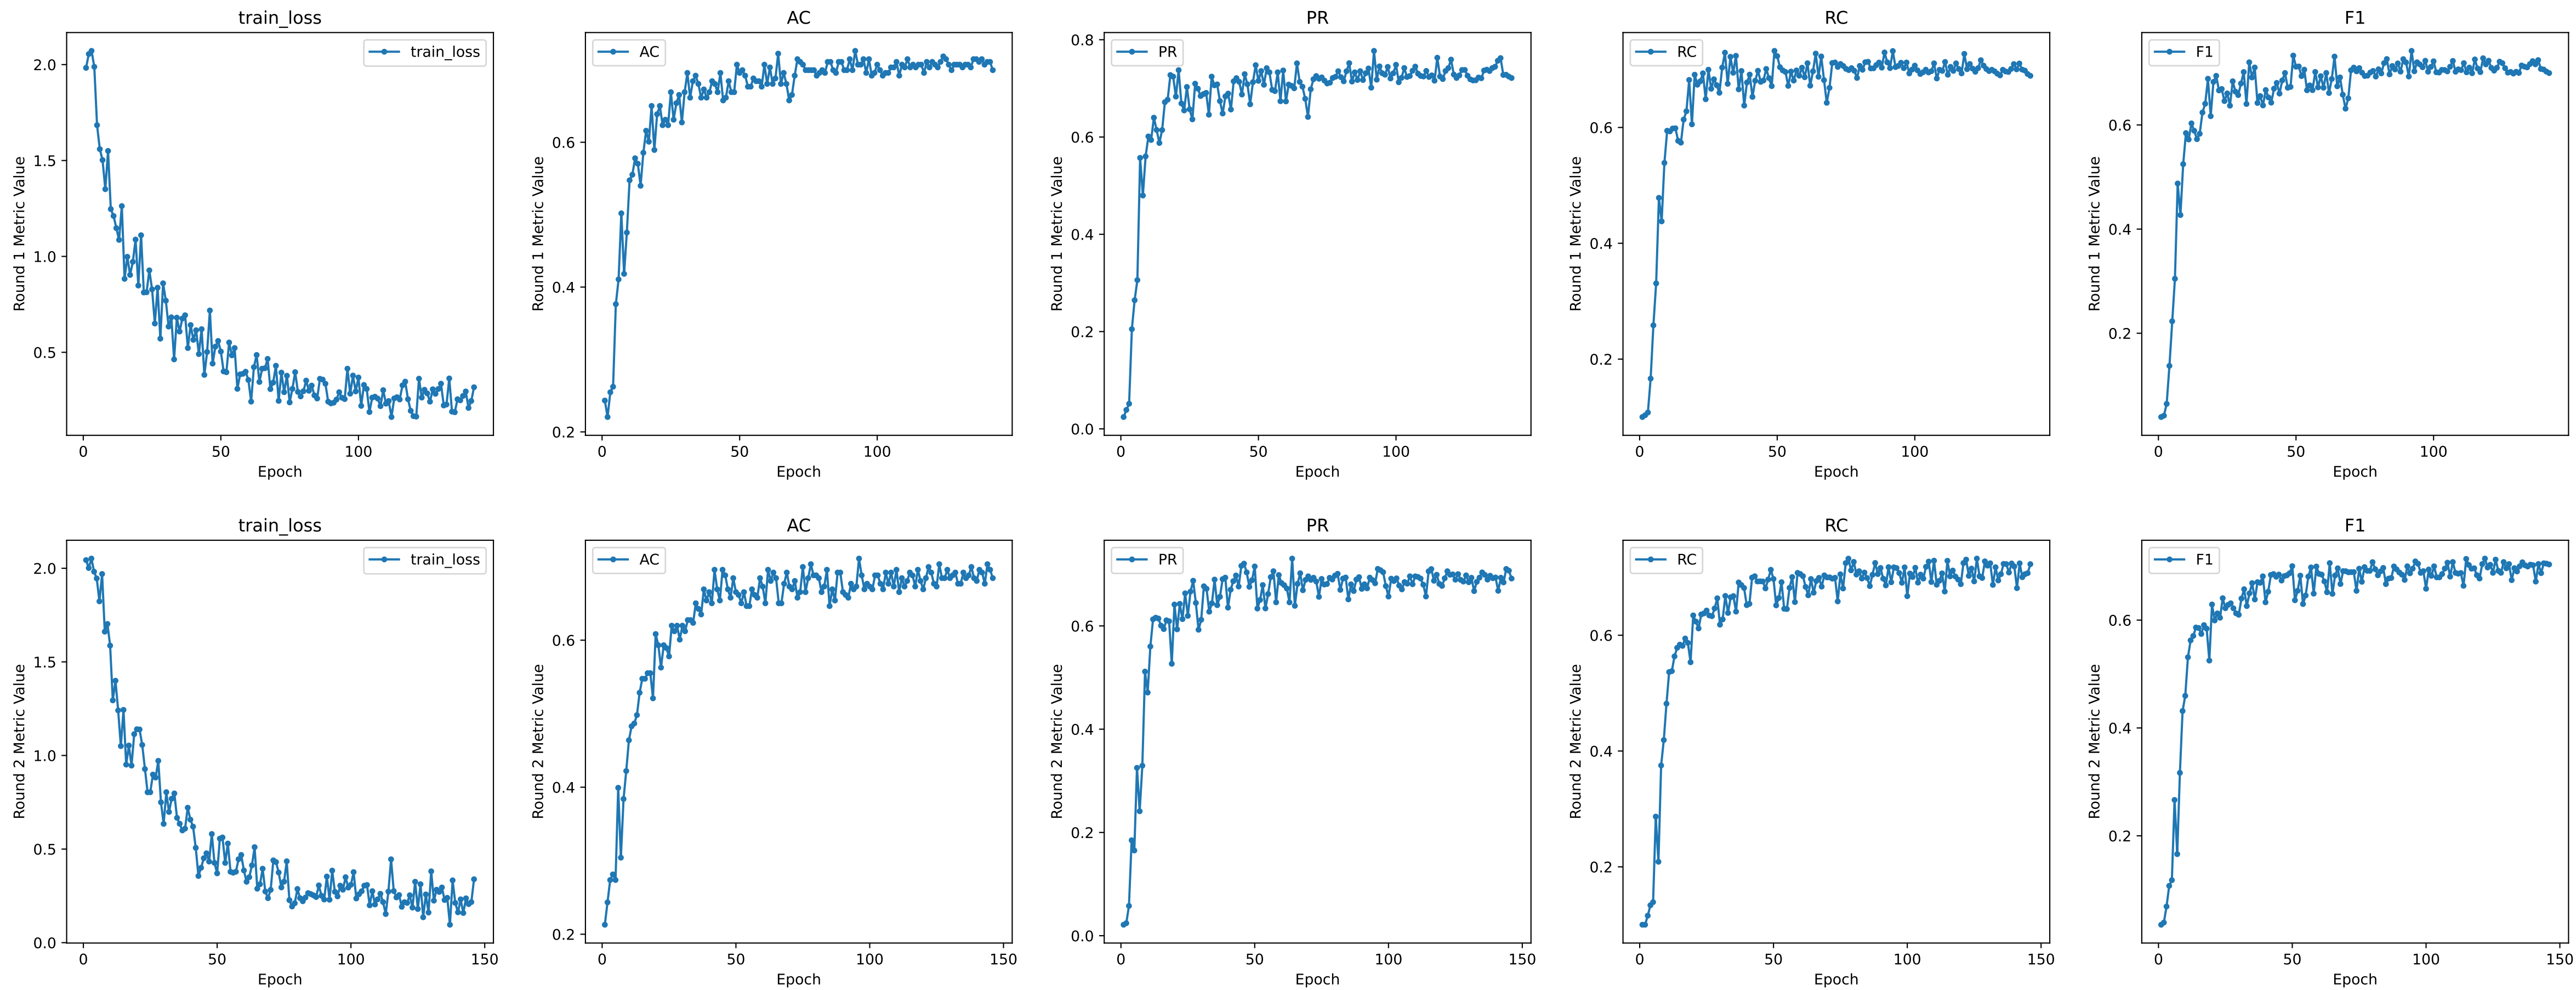 train_loss
AC
PR
RC
F1
train_loss
AC
PR
RC
F1
Round 1 Metric Value
2.0
1.5
1.0
0.5
0
50
100
Epoch
Round 1 Metric Value
0.6
0.4
0.2
0
50
100
Epoch
Round 1 Metric Value
0.8
0.6
0.4
0.2
0.0
0
50
100
Epoch
Round 1 Metric Value
0.6
0.4
0.2
0
50
100
Epoch
Round 1 Metric Value
0.6
0.4
0.2
0
50
100
Epoch
train_loss
AC
PR
RC
F1
train_loss
AC
PR
RC
F1
Round 2 Metric Value
2.0
1.5
1.0
0.5
0.0
0
50
100
150
Epoch
Round 2 Metric Value
0.6
0.4
0.2
0
50
100
150
Epoch
Round 2 Metric Value
0.6
0.4
0.2
0.0
0
50
100
150
Epoch
Round 2 Metric Value
0.6
0.4
0.2
0
50
100
150
Epoch
Round 2 Metric Value
0.6
0.4
0.2
0
50
100
150
Epoch